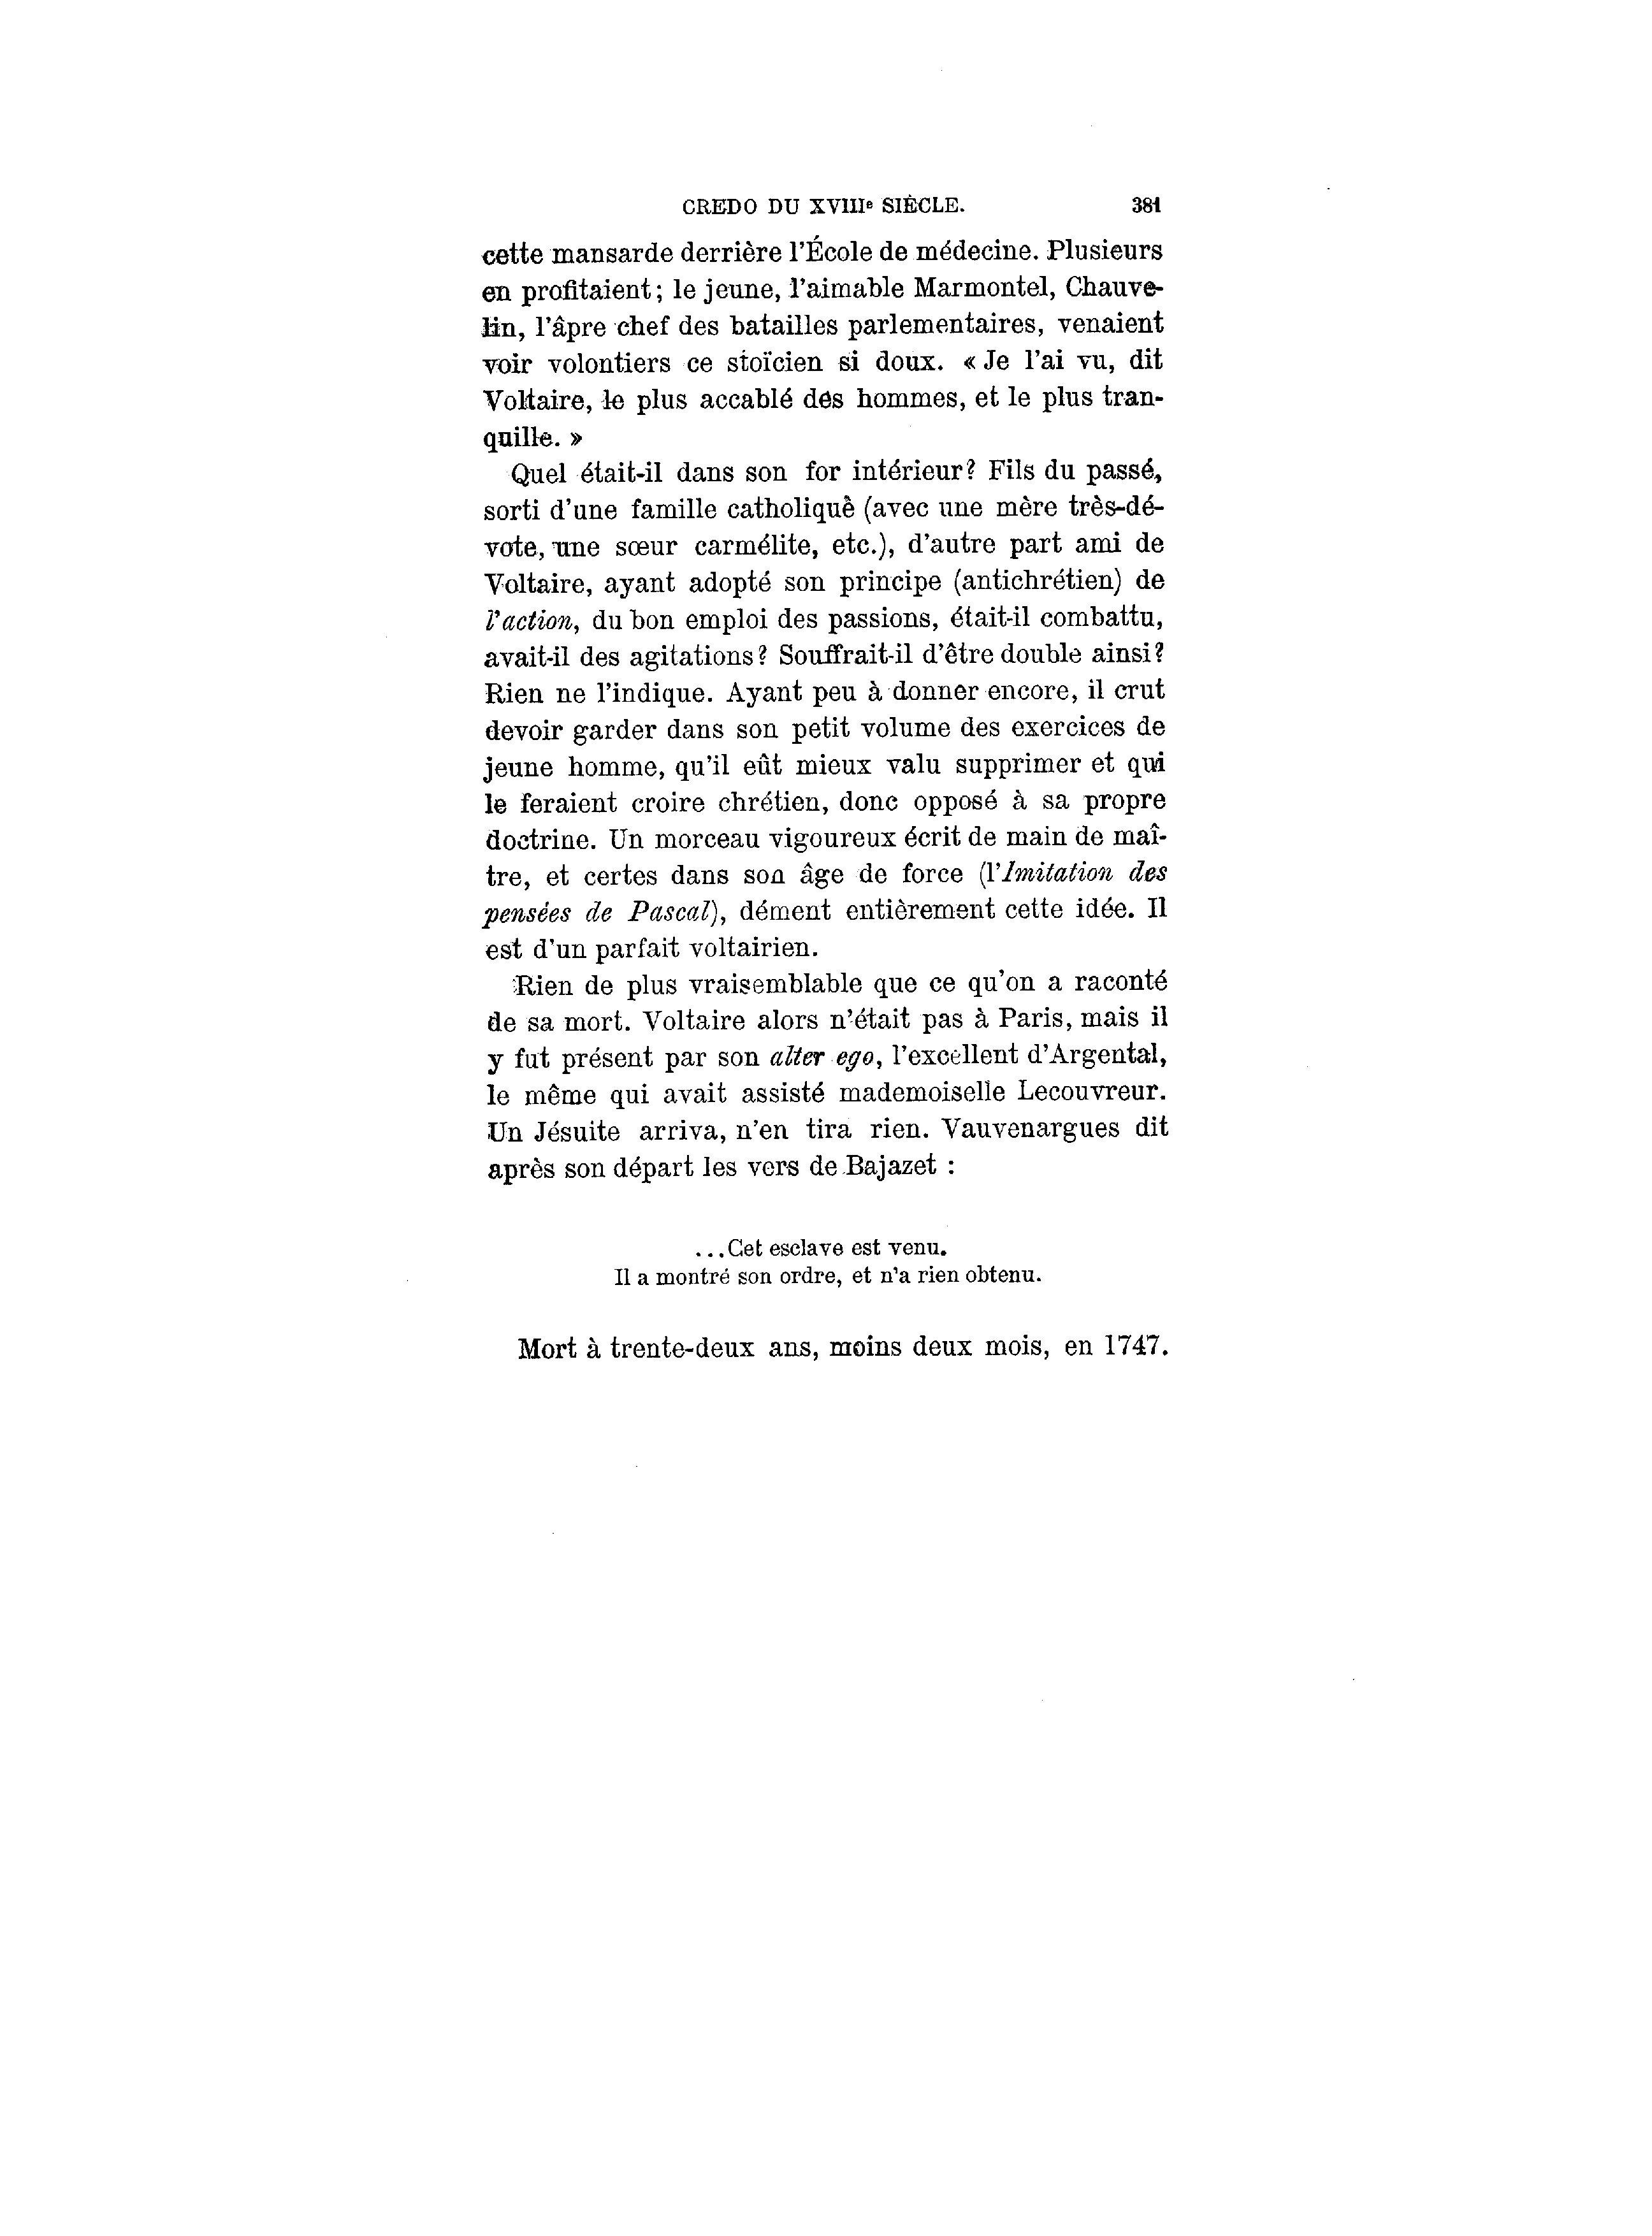 CREDO DU XVIIIe SIÈCLE. 381
cette mansarde derrière l'École de médecine. Plusieurs
en profitaient; le jeune, l'aimable Marmontel, Chauve-
lin, l'âpre chef des batailles parlementaires, venaient
voir volontiers ce stoïcien si doux. « Je l'ai vu, dit
Voltaire, le plus accablé des hommes, et le plus tran-
quille. »
Quel était-il dans son for intérieur? Fils du passé,
sorti d'une famille catholique (avec une mère très-dé-
vote, une sœur carmélite, etc.), d'autre part ami de
Voltaire, ayant adopté son principe (antichrétien) de
l'action, du bon emploi des passions, était-il combattu,
avait-il des agitations? Souffrait-il d'être double ainsi?
Rien ne l'indique. Ayant peu à donner encore, il crut
devoir garder dans son petit volume des exercices de
jeune homme, qu'il eût mieux valu supprimer et qui
le feraient croire chrétien, donc opposé à sa propre
doctrine. Un morceau vigoureux écrit de main de maî-
tre, et certes dans son âge de force (l'Imitation des
pensées de Pascal), dément entièrement cette idée. Il
est d'un parfait voltairien.
Rien de plus vraisemblable que ce qu'on a raconté
de sa mort. Voltaire alors n'était pas à Paris, mais il
y fut présent par son alter ego, l'excellent d'Argental,
le même qui avait assisté mademoiselle Lecouvreur.
Un Jésuite arriva, n'en tira rien. Vauvenargues dit
après son départ les vers de Bajazet :
...Cet esclave est venu.
Il a montré son ordre, et n'a rien obtenu.
Mort à trente-deux ans, moins deux mois, en 1747.